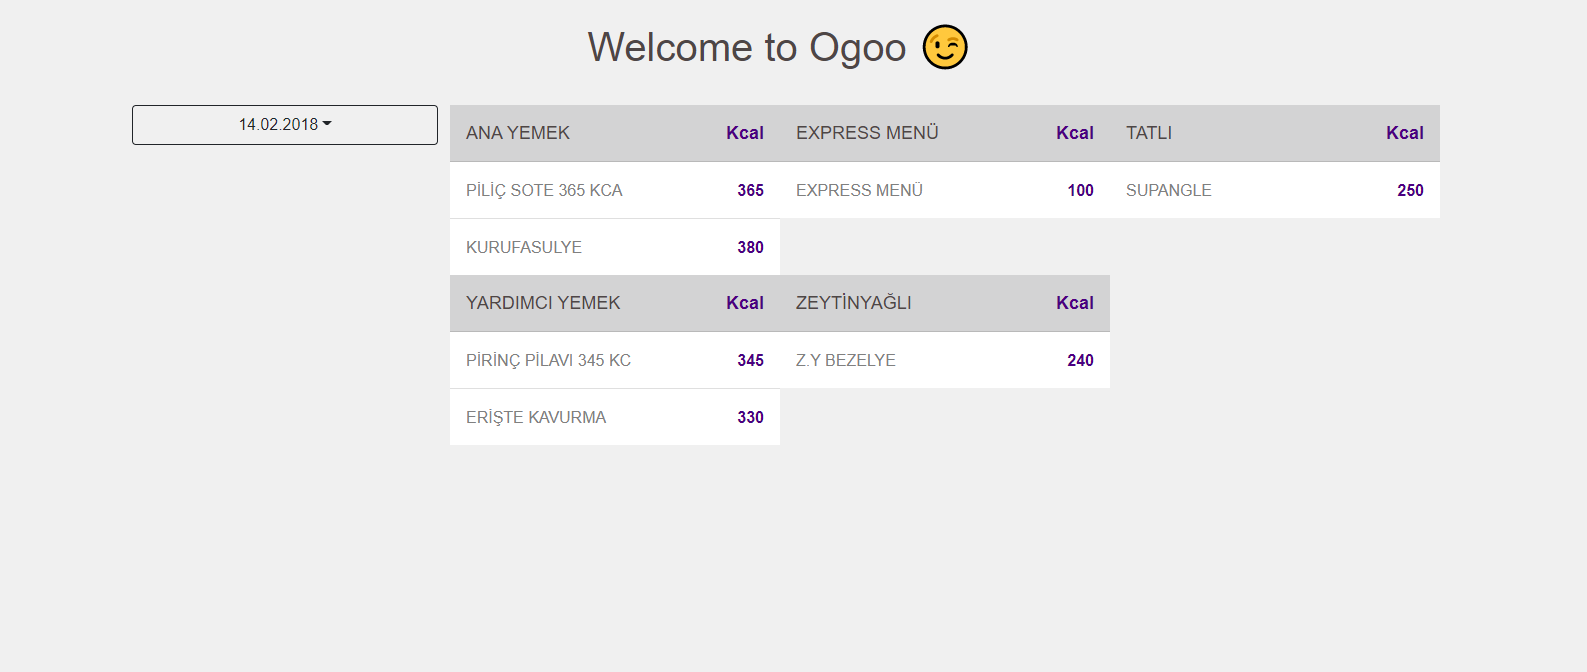 Welcome to Ogoo
14.02.2018
ANA YEMEK Kcal
PİLİÇ SOTE 365 KCA 365
KURUFASULYE 380
EXPRESS MENÜ Kcal
EXPRESS MENÜ 100
TATLI Kcal
SUPANGLE 250
YARDIMCI YEMEK Kcal
PİRİNÇ PİLAVI 345 KC 345
ERİŞTE KAVURMA 330
ZEYTİNYAĞLI Kcal
Z.Y BEZELYE 240